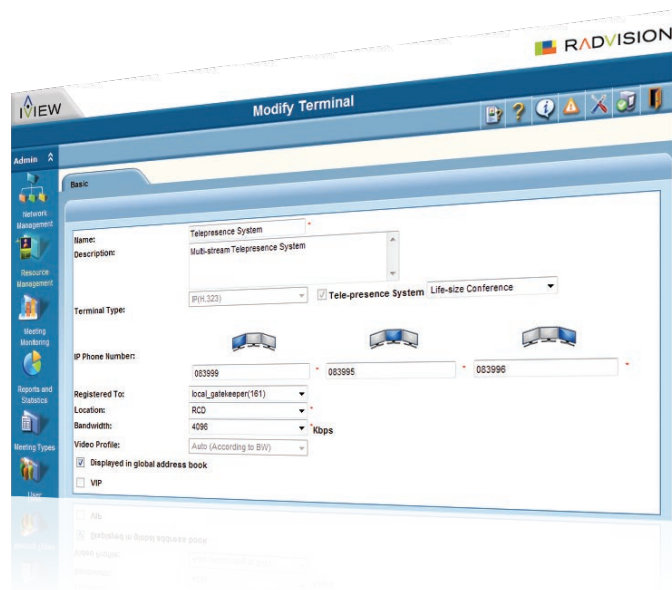 RADVISION
iVIEW
Modify Terminal
Admin
Basic
Network
Management
Resource
Management
Meeting
Monitoring
Reports and
Statistics
Meeting Types
User
Name: Telepresence System *
Description: Multi-stream Telepresence System
Terminal Type: IP(H.323) Tele-presence System Life-size Conference
IP Phone Number: 083999 * 083995 * 083996 *
Registered To: local_gatekeeper(161)
Location: RCD *
Bandwidth: 4096 *Kbps
Video Profile: Auto (According to BW)
Displayed in global address book
VIP